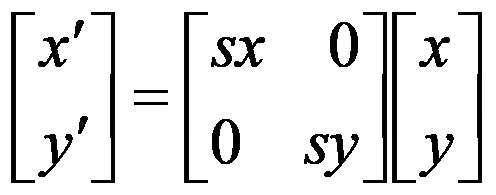 [x′] = [sx 0][x]
[y′] [0 sy][y]